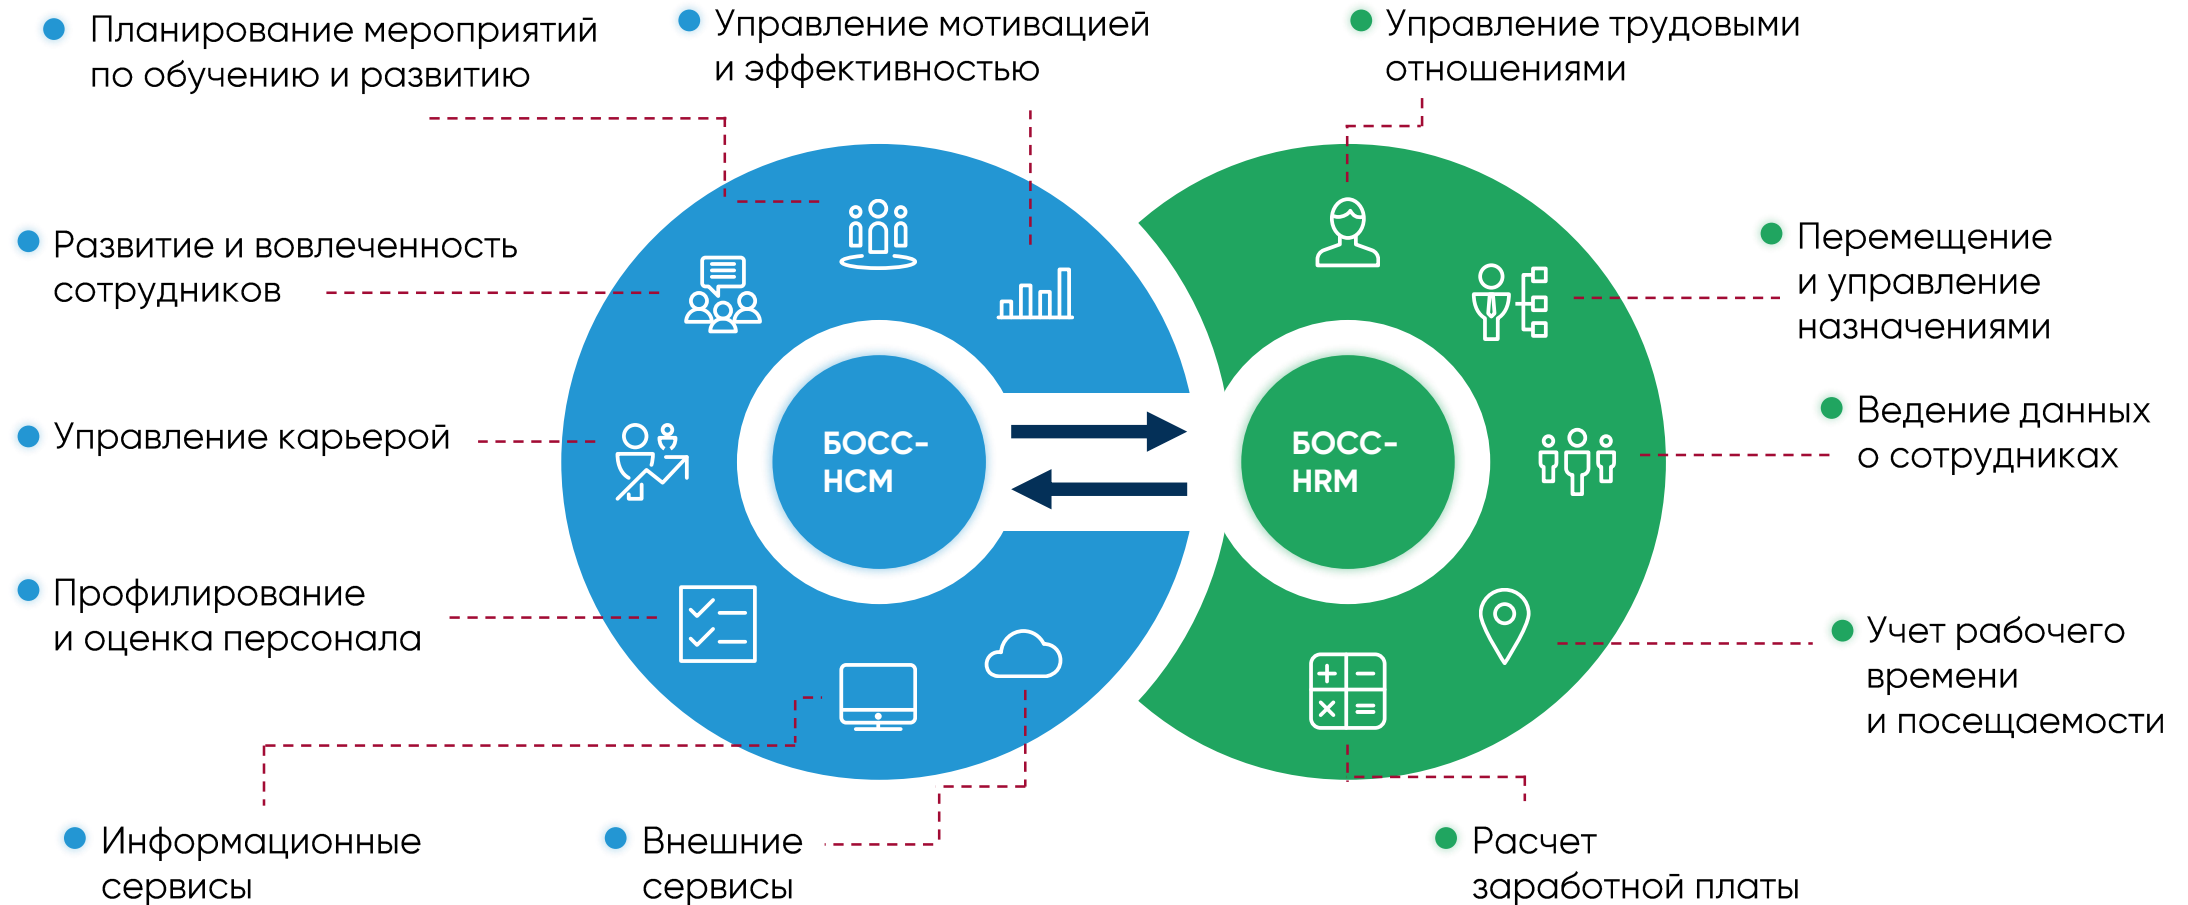 Планирование мероприятий
по обучению и развитию
Управление мотивацией
и эффективностью
Управление трудовыми
отношениями
Развитие и вовлеченность
сотрудников
Перемещение
и управление
назначениями
Управление карьерой
БОСС-
HCM
БОСС-
HRM
Ведение данных
о сотрудниках
Профилирование
и оценка персонала
Учет рабочего
времени
и посещаемости
Информационные
сервисы
Внешние
сервисы
Расчет
заработной платы